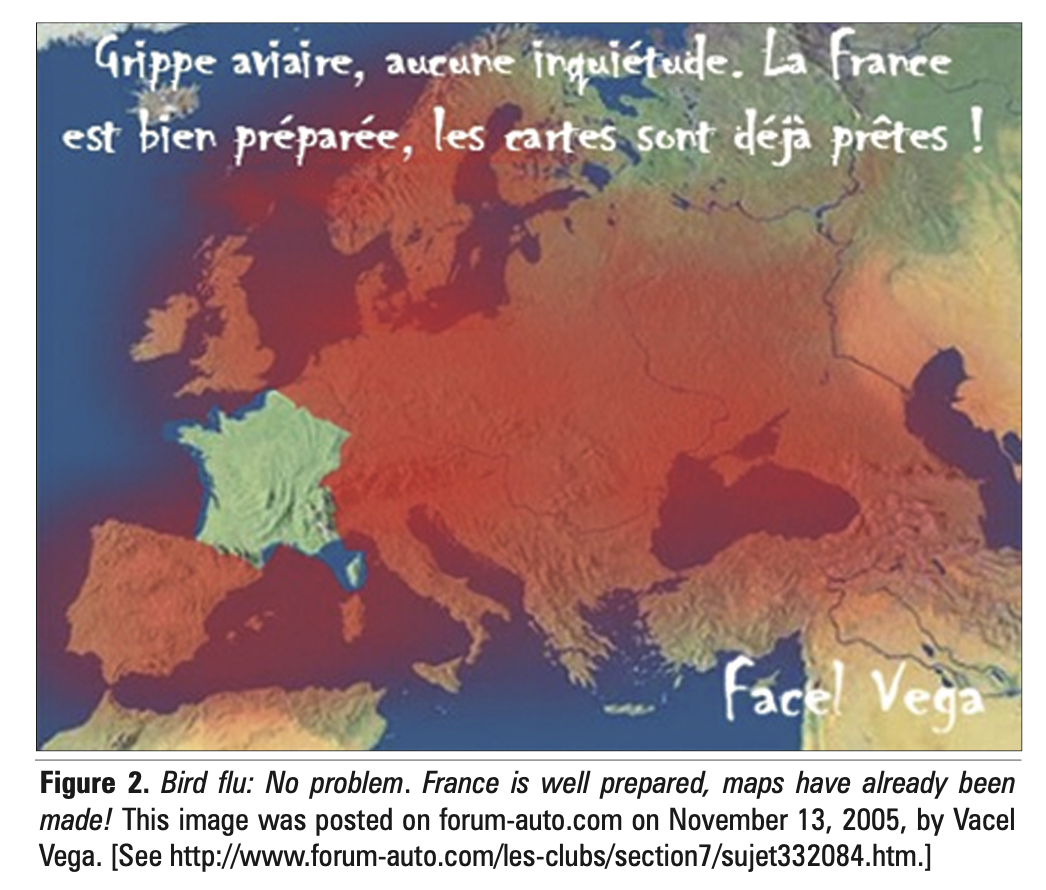 Grippe aviaire, aucune inquiétude. La France
est bien préparée, les cartes sont déjà prêtes !
Facel Vega
Figure 2. Bird flu: No problem. France is well prepared, maps have already been
made! This image was posted on forum-auto.com on November 13, 2005, by Vacel
Vega. [See http://www.forum-auto.com/les-clubs/section7/sujet332084.htm.]